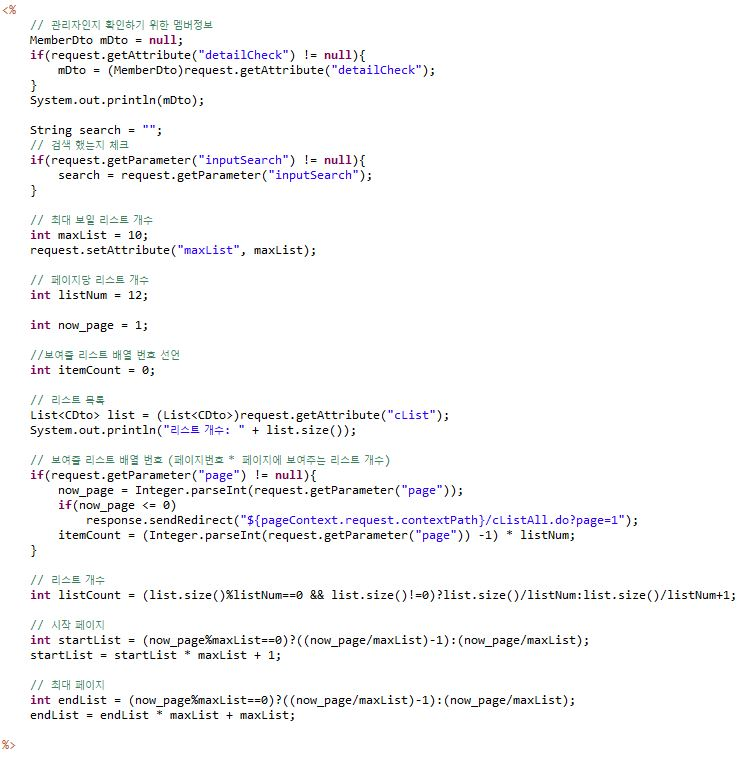 <%
// 관리자인지 확인하기 위한 멤버정보
MemberDto mDto = null;
if(request.getAttribute("detailCheck") != null){
mDto = (MemberDto)request.getAttribute("detailCheck");
}
System.out.println(mDto);
String search = "";
// 검색 했는지 체크
if(request.getParameter("inputSearch") != null){
search = request.getParameter("inputSearch");
}
// 최대 보일 리스트 개수
int maxList = 10;
request.setAttribute("maxList", maxList);
// 페이지당 리스트 개수
int listNum = 12;
int now_page = 1;
//보여줄 리스트 배열 번호 선언
int itemCount = 0;
// 리스트 목록
List<CDto> list = (List<CDto>)request.getAttribute("cList");
System.out.println("리스트 개수: " + list.size());
// 보여줄 리스트 배열 번호 (페이지번호 * 페이지에 보여주는 리스트 개수)
if(request.getParameter("page") != null){
now_page = Integer.parseInt(request.getParameter("page"));
if(now_page <= 0)
response.sendRedirect("${pageContext.request.contextPath}/cListAll.do?page=1");
itemCount = (Integer.parseInt(request.getParameter("page")) -1) * listNum;
}
// 리스트 개수
int listCount = (list.size()%listNum==0 && list.size()!=0)?list.size()/listNum:list.size()/listNum+1;
// 시작 페이지
int startList = (now_page%maxList==0)?((now_page/maxList)-1):(now_page/maxList);
startList = startList * maxList + 1;
// 최대 페이지
int endList = (now_page%maxList==0)?((now_page/maxList)-1):(now_page/maxList);
endList = endList * maxList + maxList;
%>